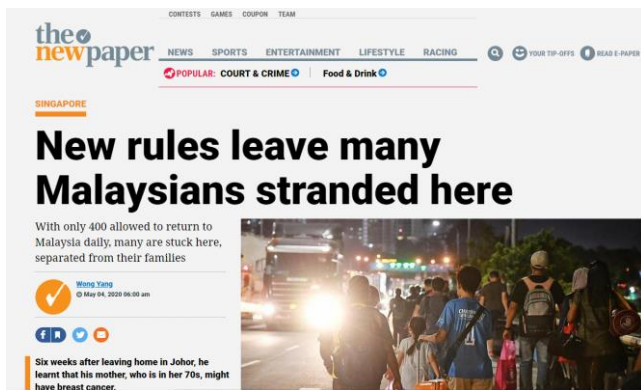 CONTESTS GAMES COUPON TEAM
the
newpaper
NEWS SPORTS ENTERTAINMENT LIFESTYLE RACING
YOUR TIP-OFFS READ E-PAPER
POPULAR: COURT & CRIME Food & Drink
SINGAPORE
New rules leave many
Malaysians stranded here
With only 400 allowed to return to
Malaysia daily, many are stuck here,
separated from their families
Wong Yang
May 04, 2020 06:00 am
Six weeks after leaving home in Johor, he
learnt that his mother, who is in her 70s, might
have breast cancer.